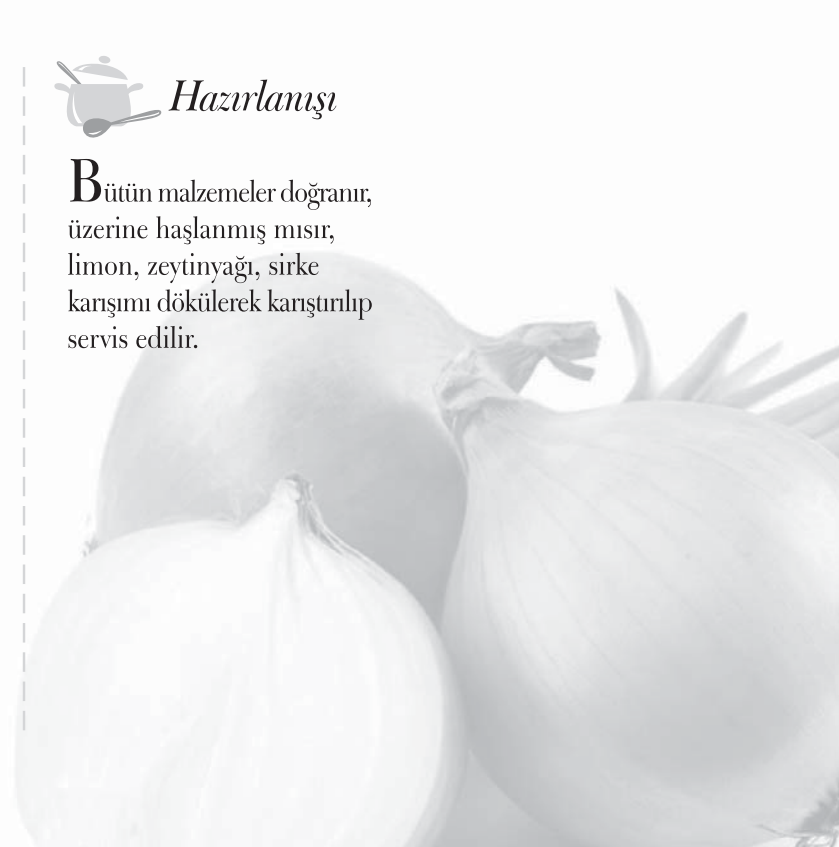 Hazırlanışı
Bütün malzemeler doğranır,
üzerine haşlanmış mısır,
limon, zeytinyağı, sirke
karışımı dökülerek karıştırılıp
servis edilir.